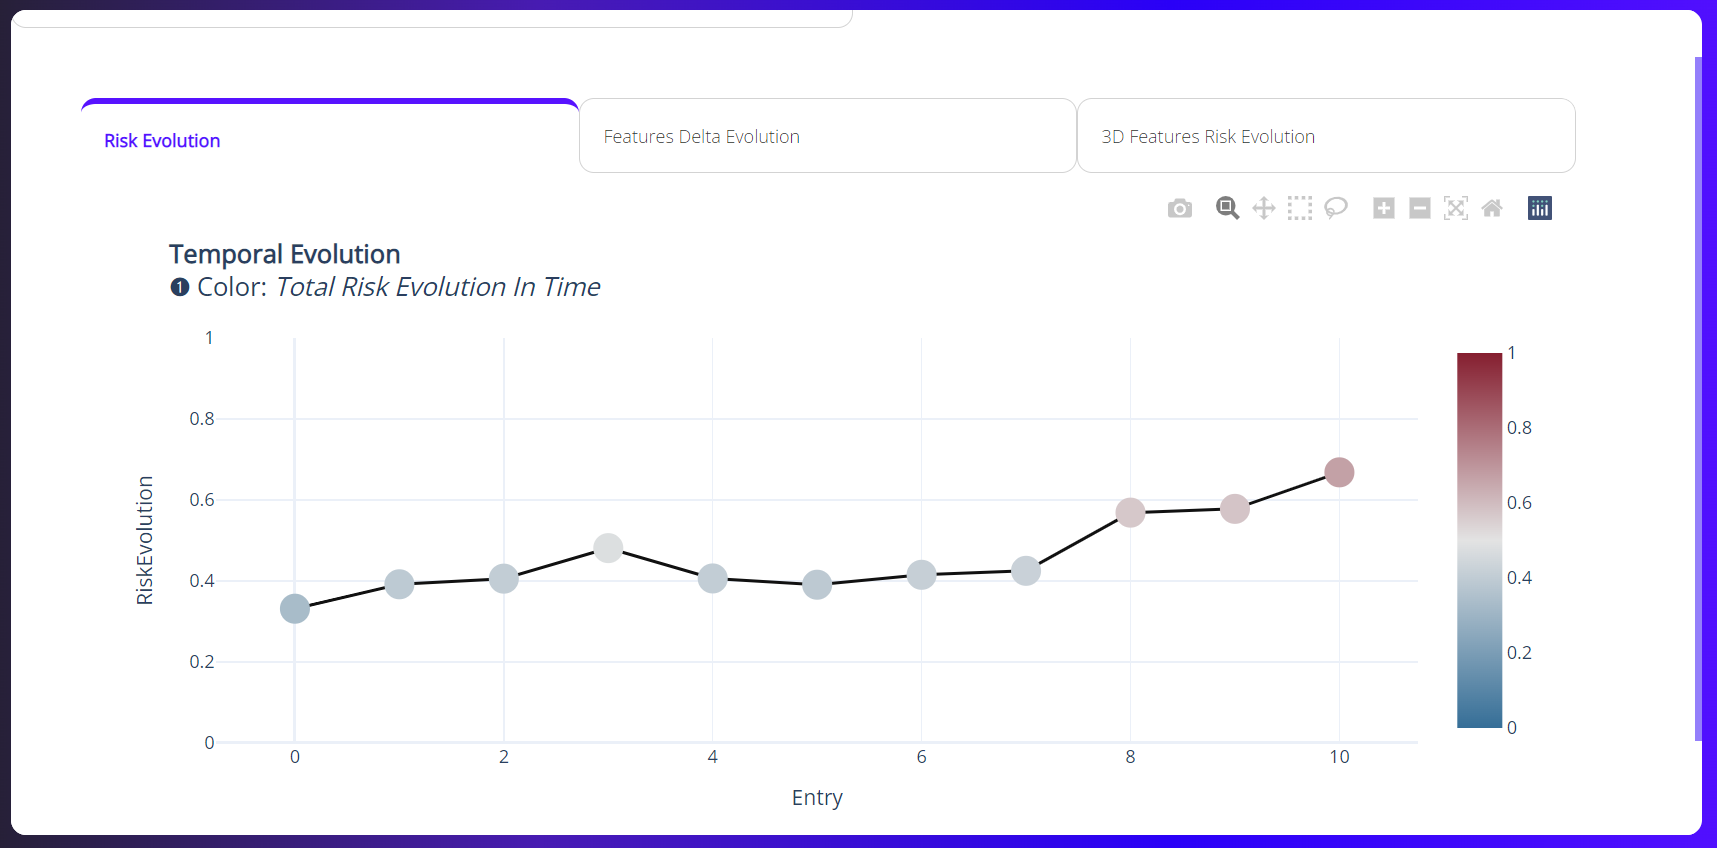 Risk Evolution
Features Delta Evolution
3D Features Risk Evolution
Temporal Evolution
❶ Color: Total Risk Evolution In Time
1
0.8
0.6
0.4
0.2
0
RiskEvolution
0 2 4 6 8 10
Entry
1
0.8
0.6
0.4
0.2
0